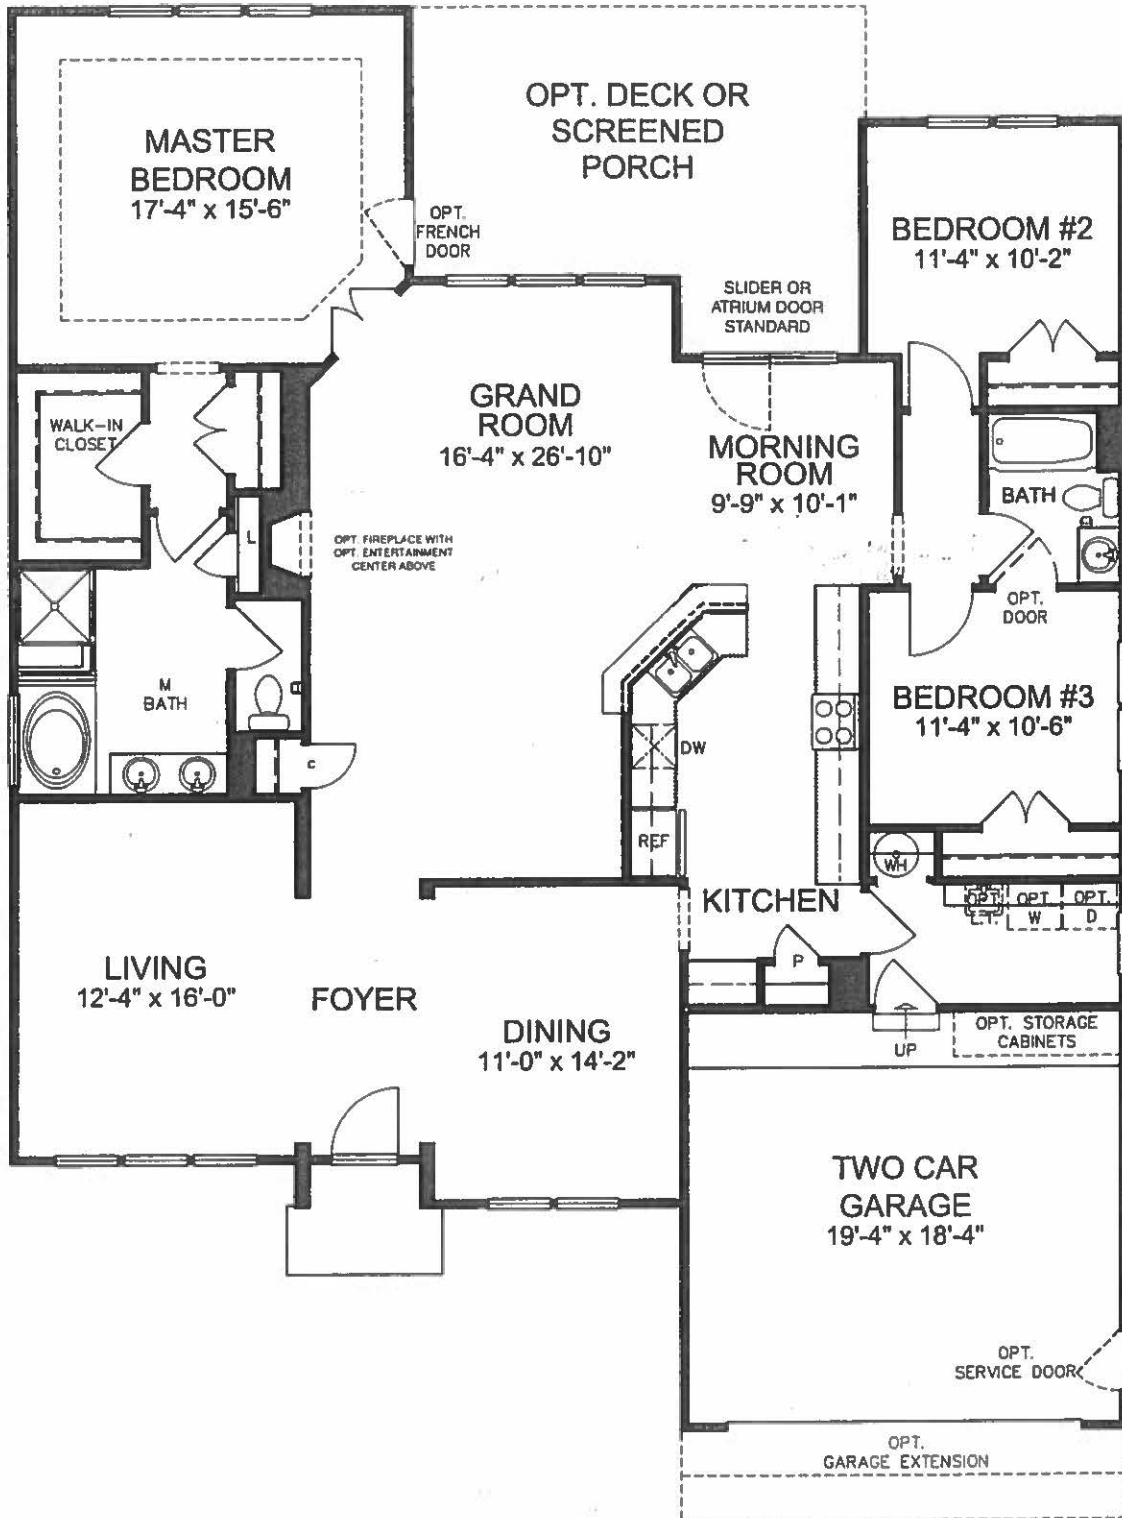 OPT. DECK OR
SCREENED
PORCH
MASTER
BEDROOM
17'-4" x 15'-6"
OPT.
FRENCH
DOOR
BEDROOM #2
11'-4" x 10'-2"
SLIDER OR
ATRIUM DOOR
STANDARD
WALK-IN
CLOSET
GRAND
ROOM
16'-4" x 26'-10"
MORNING
ROOM
9'-9" x 10'-1"
BATH
L
OPT. FIREPLACE WITH
OPT. ENTERTAINMENT
CENTER ABOVE
OPT.
DOOR
M
BATH
BEDROOM #3
11'-4" x 10'-6"
DW
C
REF
WH
KITCHEN
OPT.
L.T.
OPT.
W
OPT.
D
P
LIVING
12'-4" x 16'-0"
FOYER
DINING
11'-0" x 14'-2"
UP
OPT. STORAGE
CABINETS
TWO CAR
GARAGE
19'-4" x 18'-4"
OPT.
SERVICE DOOR
OPT.
GARAGE EXTENSION